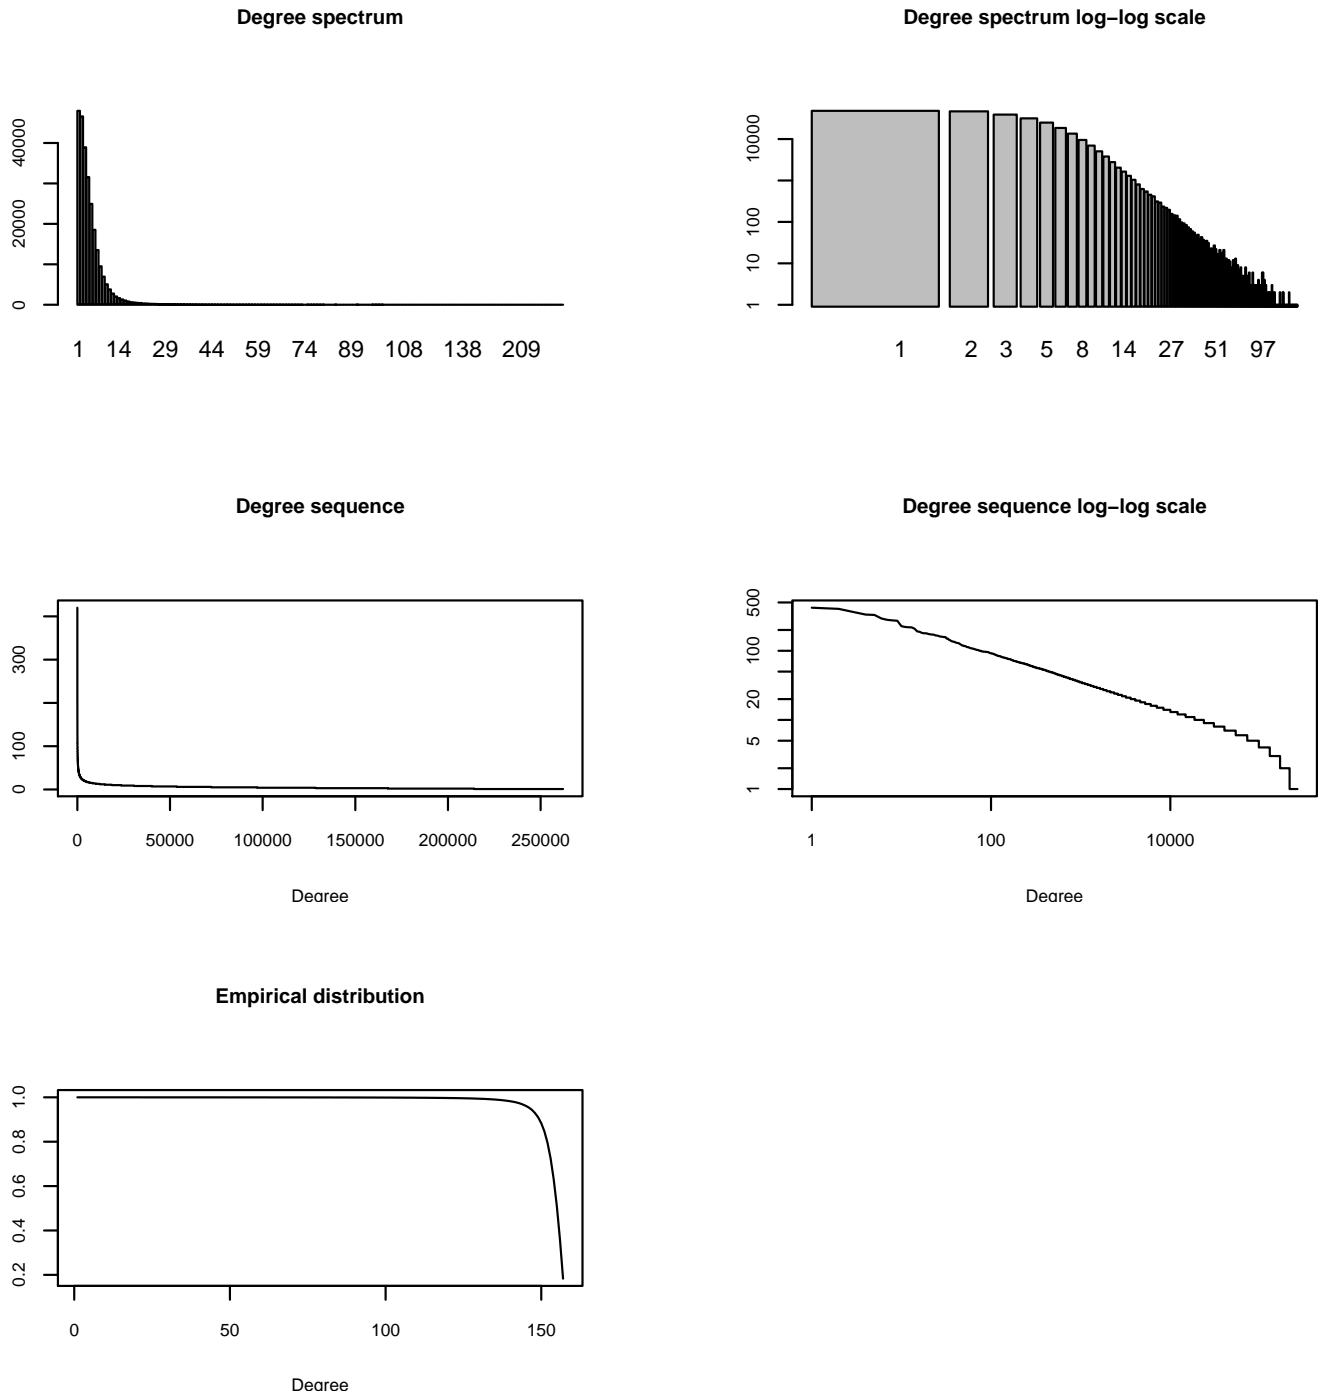 Degree spectrum
40000
20000
0
1 14 29 44 59 74 89 108 138 209
Degree spectrum log–log scale
10000
100
10
1
1 2 3 5 8 14 27 51 97
Degree sequence
300
100
0
0 50000 100000 150000 200000 250000
Degree
Degree sequence log–log scale
500
100
20
5
1
1 100 10000
Degree
Empirical distribution
1.0
0.8
0.6
0.4
0.2
0 50 100 150
Degree